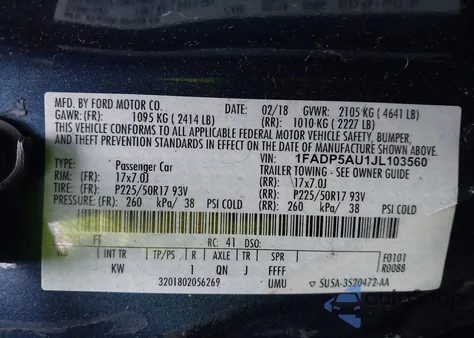 MFD. BY FORD MOTOR CO. DATE: 02/18 GVWR: 2105 KG ( 4641 LB)
GAWR: (FR): 1095 KG ( 2414 LB) (RR): 1010 KG ( 2227 LB)
THIS VEHICLE CONFORMS TO ALL APPLICABLE FEDERAL MOTOR VEHICLE SAFETY, BUMPER,
AND THEFT PREVENTION STANDARDS IN EFFECT ON THE DATE OF MANUFACTURE SHOWN ABOVE.
VIN: 1FADP5AU1JL103560
TYPE: Passenger Car TRAILER TOWING - SEE OWNER GUIDE
RIM: (FR) 17x7.0J (RR) 17x7.0J
TIRE: (FR) P225/50R17 93V (RR) P225/50R17 93V
PRESSURE: (FR) 260 kPa/ 38 PSI COLD (RR) 260 kPa/ 38 PSI COLD
FT RC: 41 DSO:
INT TR TP/PS R AXLE TR SPR F0101
KW 1 QN J FFFF R0088
3201802056269 UMU ▽ 5U5A-3520472-AA